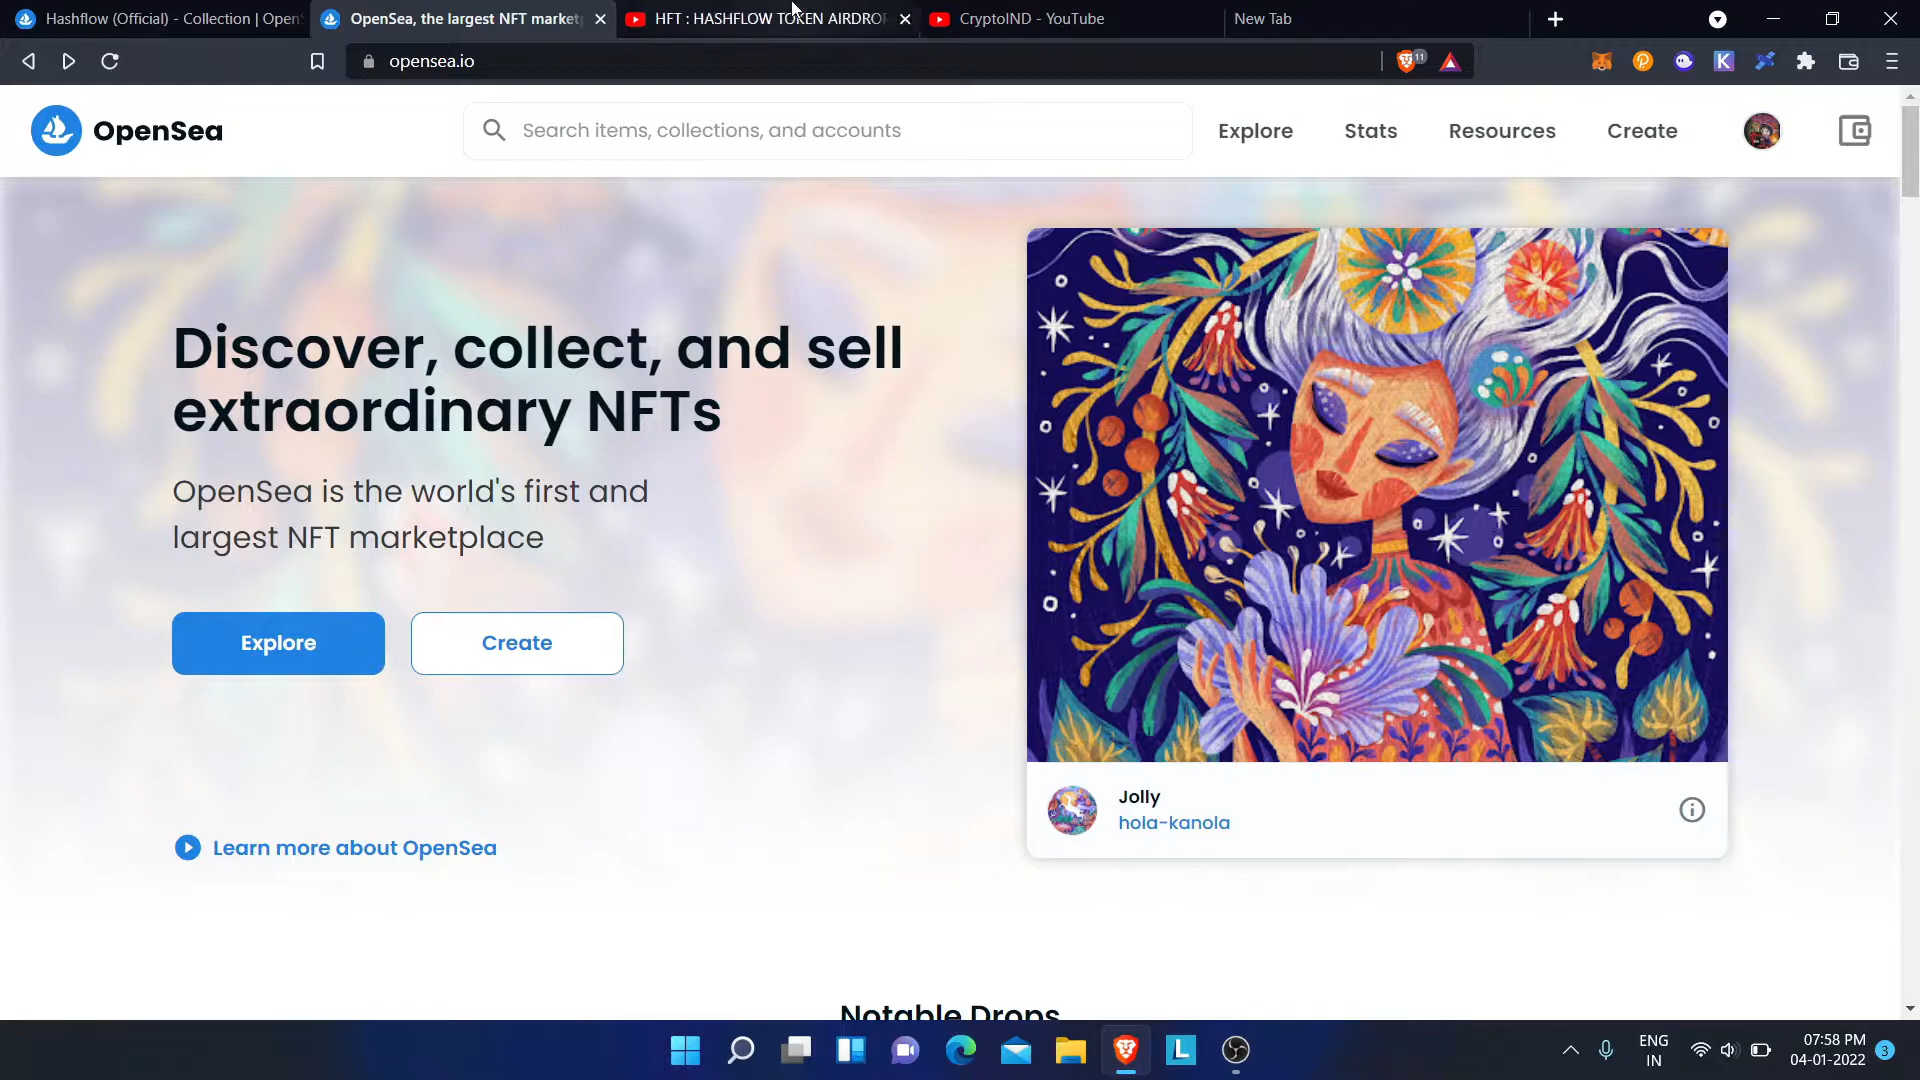 Hashflow (Official) - Collection | Open
OpenSea, the largest NFT market
HFT : HASHFLOW TOKEN AIRDROP
CryptoIND - YouTube
New Tab
opensea.io
11
OpenSea
Search items, collections, and accounts
Explore
Stats
Resources
Create
Discover, collect, and sell
extraordinary NFTs
OpenSea is the world's first and
largest NFT marketplace
Explore
Create
Jolly
hola-kanola
Learn more about OpenSea
Notable Drops
ENG
IN
07:58 PM
04-01-2022
3